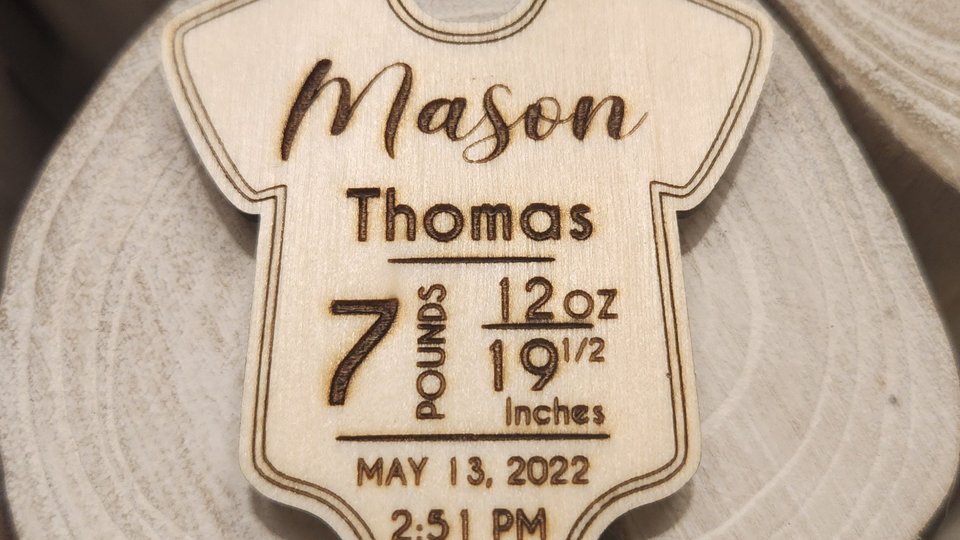 Mason
Thomas
7 POUNDS
12 oz
19 1/2
Inches
MAY 13, 2022
2:51 PM